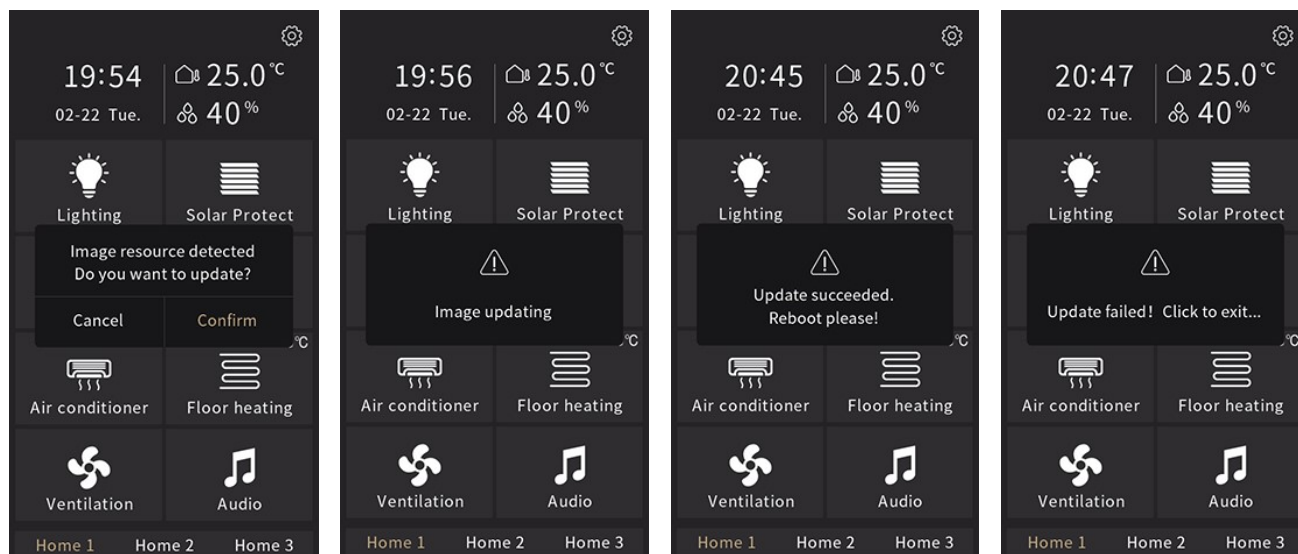 19:54
02-22 Tue.
25.0℃
40%
Lighting
Solar Protect
Image resource detected
Do you want to update?
Cancel
Confirm
℃
Air conditioner
Floor heating
Ventilation
Audio
Home 1
Home 2
Home 3
19:56
02-22 Tue.
25.0℃
40%
Lighting
Solar Protect
Image updating
℃
Air conditioner
Floor heating
Ventilation
Audio
Home 1
Home 2
Home 3
20:45
02-22 Tue.
25.0℃
40%
Lighting
Solar Protect
Update succeeded.
Reboot please!
℃
Air conditioner
Floor heating
Ventilation
Audio
Home 1
Home 2
Home 3
20:47
02-22 Tue.
25.0℃
40%
Lighting
Solar Protect
Update failed! Click to exit...
℃
Air conditioner
Floor heating
Ventilation
Audio
Home 1
Home 2
Home 3